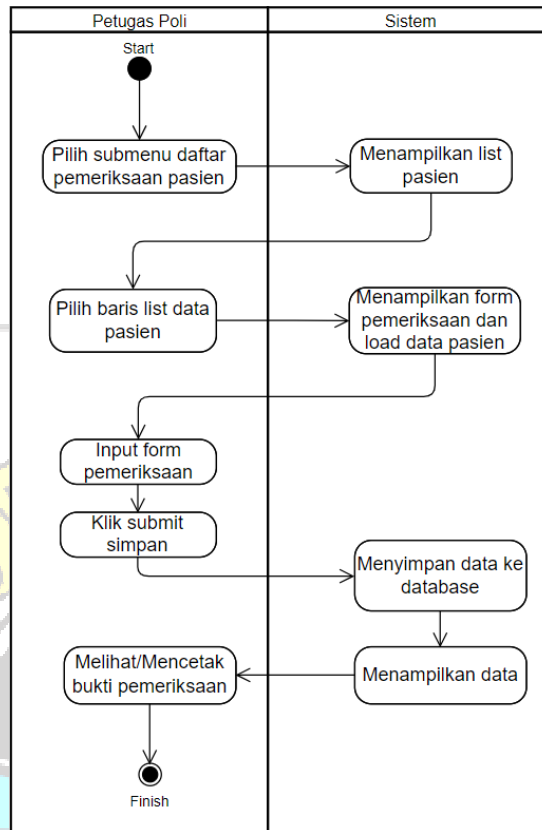 Petugas Poli
Sistem
Start
Pilih submenu daftar
pemeriksaan pasien
Menampilkan list
pasien
Pilih baris list data
pasien
Menampilkan form
pemeriksaan dan
load data pasien
Input form
pemeriksaan
Klik submit
simpan
Menyimpan data ke
database
Menampilkan data
Melihat/Mencetak
bukti pemeriksaan
Finish